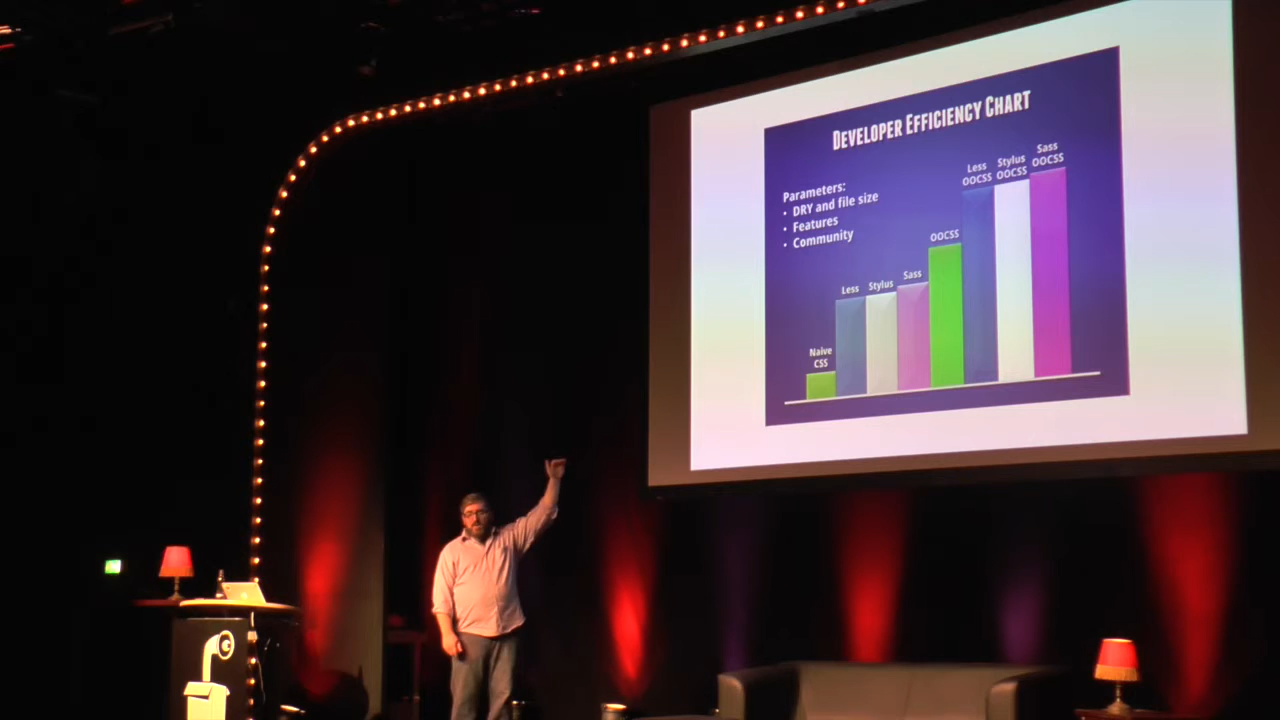 DEVELOPER EFFICIENCY CHART
Parameters:
• DRY and file size
• Features
• Community
Naive
CSS
Less
Stylus
Sass
OOCSS
Less
OOCSS
Stylus
OOCSS
Sass
OOCSS